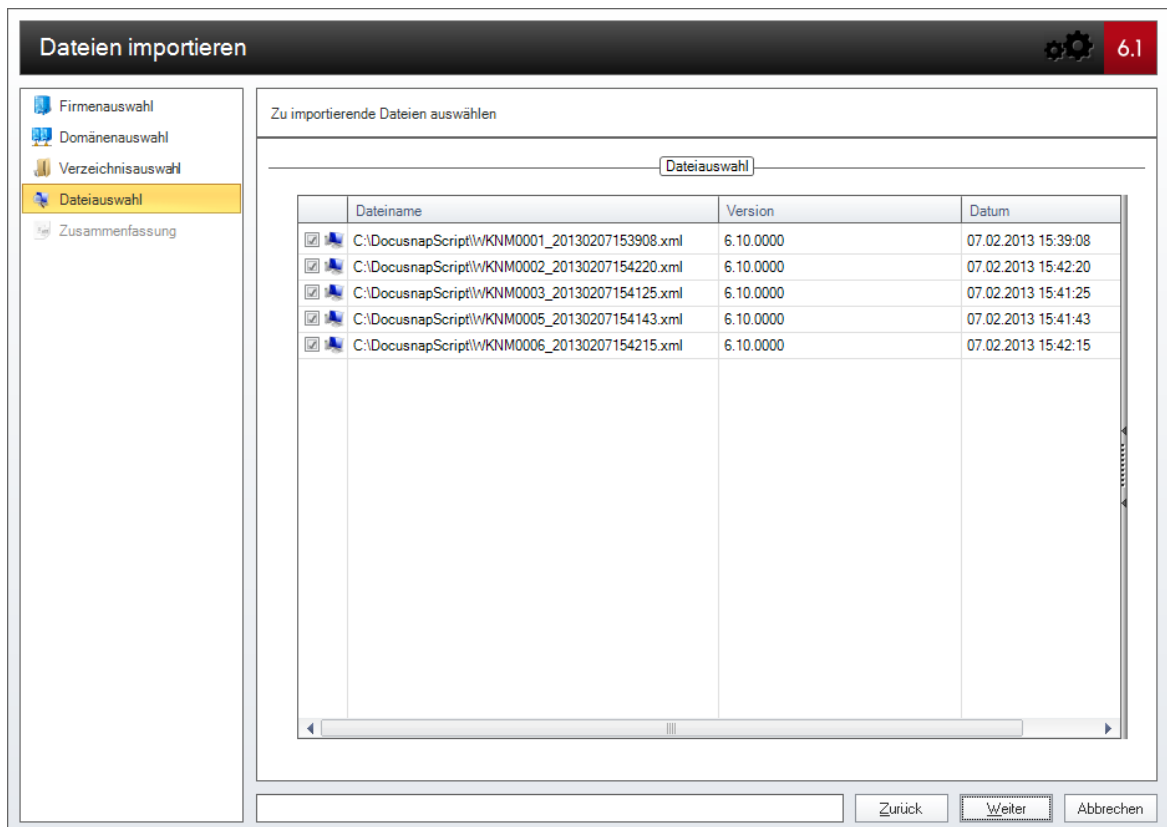 Dateien importieren
6.1
Firmenauswahl
Domänenauswahl
Verzeichnisauswahl
Dateiauswahl
Zusammenfassung
Zu importierende Dateien auswählen
Dateiauswahl
Dateiname Version Datum
C:\DocusnapScript\WKNM0001_20130207153908.xml 6.10.0000 07.02.2013 15:39:08
C:\DocusnapScript\WKNM0002_20130207154220.xml 6.10.0000 07.02.2013 15:42:20
C:\DocusnapScript\WKNM0003_20130207154125.xml 6.10.0000 07.02.2013 15:41:25
C:\DocusnapScript\WKNM0005_20130207154143.xml 6.10.0000 07.02.2013 15:41:43
C:\DocusnapScript\WKNM0006_20130207154215.xml 6.10.0000 07.02.2013 15:42:15
Zurück Weiter Abbrechen